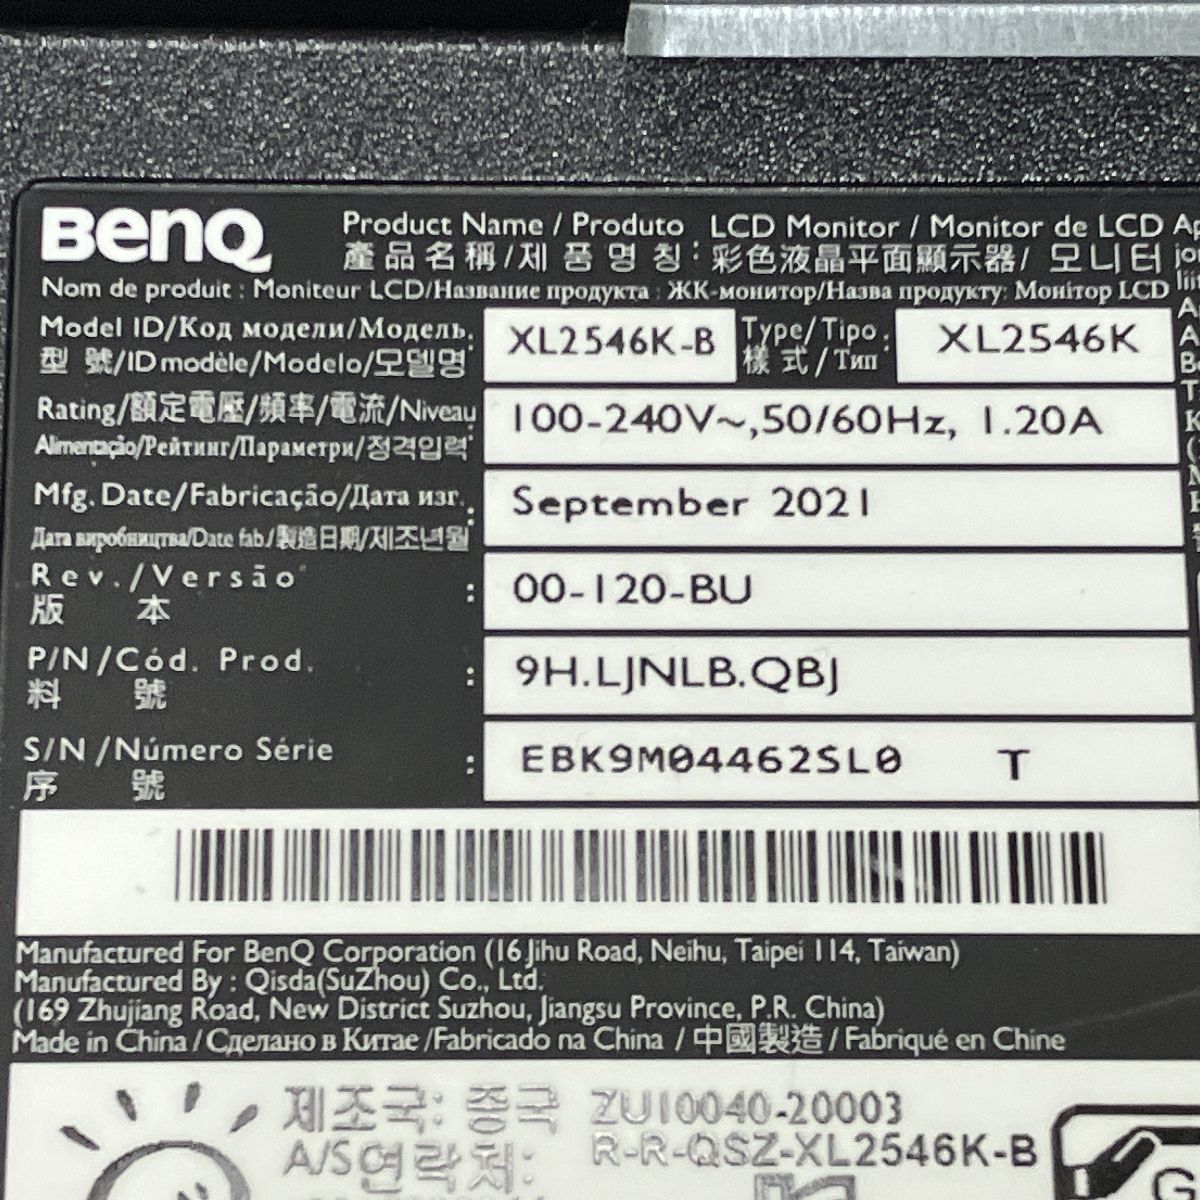 BenQ
Product Name / Produto LCD Monitor / Monitor de LCD
產品名稱/제 품 명 칭: 彩色液晶平面顯示器/ 모니터
Nom de produit : Moniteur LCD/Название продукта : ЖК-монитор/Назва продукту: Монітор LCD
Model ID/Код модели/Модель. XL2546K-B Type/Tipo : XL2546K
型 號/ID modèle/Modelo/모델명 樣 式/Тип
Rating/額定電壓/頻率/電流/Niveau 100-240V~,50/60Hz, 1.20A
Alimentação/Рейтинг/Параметри/정격입력
Mfg. Date/Fabricação/Дата изг. : September 2021
Дата виробництва/Date fab./製造日期/제조년월
Rev./Versão : 00-120-BU
版 本
P/N/Cód. Prod. : 9H.LJNLB.QBJ
料 號
S/N/Número Série : EBK9M04462SL0 T
序 號
Manufactured For BenQ Corporation (16 Jihu Road, Neihu, Taipei 114, Taiwan)
Manufactured By : Qisda(SuZhou) Co., Ltd.
(169 Zhujiang Road, New District Suzhou, Jiangsu Province, P.R. China)
Made in China / Сделано в Китае /Fabricado na China / 中國製造 / Fabriqué en Chine
제조국: 중국 ZU10040-20003
A/S연락처: R-R-QSZ-XL2546K-B